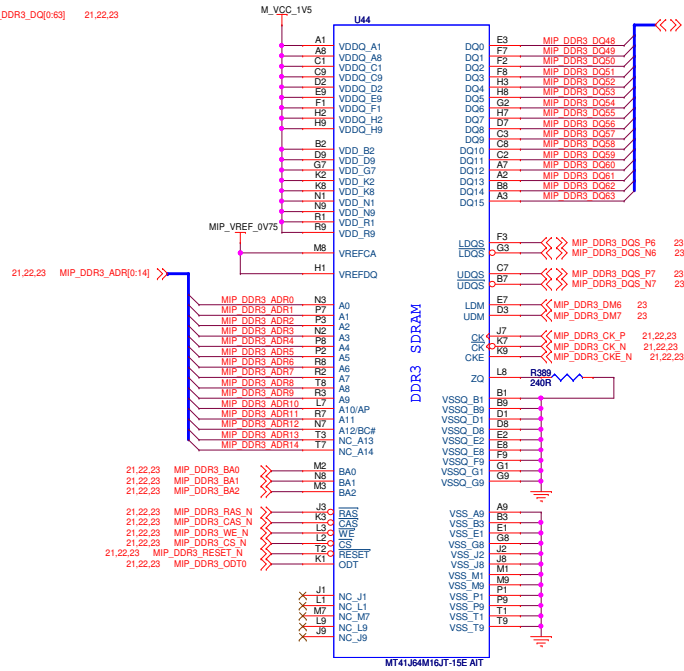 _DDR3_DQ[0:63] 21,22,23
M_VCC_1V5
U44
A1 VDDQ_A1
A8 VDDQ_A8
C1 VDDQ_C1
C9 VDDQ_C9
D2 VDDQ_D2
E9 VDDQ_E9
F1 VDDQ_F1
H2 VDDQ_H2
H9 VDDQ_H9
B2 VDD_B2
D9 VDD_D9
G7 VDD_G7
K2 VDD_K2
K8 VDD_K8
N1 VDD_N1
N9 VDD_N9
R1 VDD_R1
R9 VDD_R9
MIP_VREF_0V75
M8 VREFCA
H1 VREFDQ
21,22,23 MIP_DDR3_ADR[0:14]
MIP_DDR3_ADR0 N3 A0
MIP_DDR3_ADR1 P7 A1
MIP_DDR3_ADR2 P3 A2
MIP_DDR3_ADR3 N2 A3
MIP_DDR3_ADR4 P8 A4
MIP_DDR3_ADR5 P2 A5
MIP_DDR3_ADR6 R8 A6
MIP_DDR3_ADR7 R2 A7
MIP_DDR3_ADR8 T8 A8
MIP_DDR3_ADR9 R3 A9
MIP_DDR3_ADR10 L7 A10/AP
MIP_DDR3_ADR11 R7 A11
MIP_DDR3_ADR12 N7 A12/BC#
MIP_DDR3_ADR13 T3 NC_A13
MIP_DDR3_ADR14 T7 NC_A14
21,22,23 MIP_DDR3_BA0 M2 BA0
21,22,23 MIP_DDR3_BA1 N8 BA1
21,22,23 MIP_DDR3_BA2 M3 BA2
21,22,23 MIP_DDR3_RAS_N J3 RAS
21,22,23 MIP_DDR3_CAS_N K3 CAS
21,22,23 MIP_DDR3_WE_N L3 WE
21,22,23 MIP_DDR3_CS_N L2 CS
21,22,23 MIP_DDR3_RESET_N T2 RESET
21,22,23 MIP_DDR3_ODT0 K1 ODT
J1 NC_J1
L1 NC_L1
M7 NC_M7
L9 NC_L9
J9 NC_J9
DDR3 SDRAM
DQ0 E3 MIP_DDR3_DQ48
DQ1 F7 MIP_DDR3_DQ49
DQ2 F2 MIP_DDR3_DQ50
DQ3 F8 MIP_DDR3_DQ51
DQ4 H3 MIP_DDR3_DQ52
DQ5 H8 MIP_DDR3_DQ53
DQ6 G2 MIP_DDR3_DQ54
DQ7 H7 MIP_DDR3_DQ55
DQ8 D7 MIP_DDR3_DQ56
DQ9 C3 MIP_DDR3_DQ57
DQ10 C8 MIP_DDR3_DQ58
DQ11 C2 MIP_DDR3_DQ59
DQ12 A7 MIP_DDR3_DQ60
DQ13 A2 MIP_DDR3_DQ61
DQ14 B8 MIP_DDR3_DQ62
DQ15 A3 MIP_DDR3_DQ63
LDQS F3 MIP_DDR3_DQS_P6 23
LDQS G3 MIP_DDR3_DQS_N6 23
UDQS C7 MIP_DDR3_DQS_P7 23
UDQS B7 MIP_DDR3_DQS_N7 23
LDM E7 MIP_DDR3_DM6 23
UDM D3 MIP_DDR3_DM7 23
CK J7 MIP_DDR3_CK_P 21,22,23
CK K7 MIP_DDR3_CK_N 21,22,23
CKE K9 MIP_DDR3_CKE_N 21,22,23
ZQ L8 R389
240R
VSSQ_B1 B1
VSSQ_B9 B9
VSSQ_D1 D1
VSSQ_D8 D8
VSSQ_E2 E2
VSSQ_E8 E8
VSSQ_F9 F9
VSSQ_G1 G1
VSSQ_G9 G9
VSS_A9 A9
VSS_B3 B3
VSS_E1 E1
VSS_G8 G8
VSS_J2 J2
VSS_J8 J8
VSS_M1 M1
VSS_M9 M9
VSS_P1 P1
VSS_P9 P9
VSS_T1 T1
VSS_T9 T9
MT41J64M16JT-15E AIT